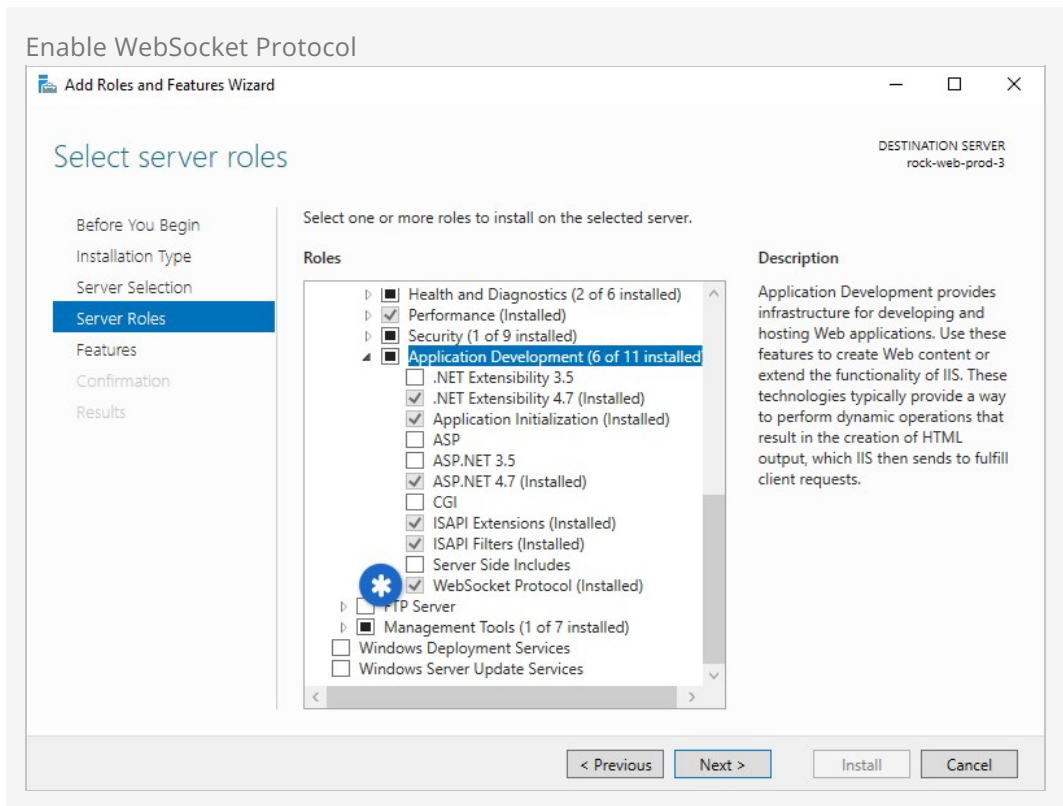 Enable WebSocket Protocol
Add Roles and Features Wizard
Select server roles
DESTINATION SERVER
rock-web-prod-3
Before You Begin
Installation Type
Server Selection
Server Roles
Features
Confirmation
Results
Select one or more roles to install on the selected server.
Roles
Health and Diagnostics (2 of 6 installed)
Performance (Installed)
Security (1 of 9 installed)
Application Development (6 of 11 installed
.NET Extensibility 3.5
.NET Extensibility 4.7 (Installed)
Application Initialization (Installed)
ASP
ASP.NET 3.5
ASP.NET 4.7 (Installed)
CGI
ISAPI Extensions (Installed)
ISAPI Filters (Installed)
Server Side Includes
WebSocket Protocol (Installed)
FTP Server
Management Tools (1 of 7 installed)
Windows Deployment Services
Windows Server Update Services
Description
Application Development provides
infrastructure for developing and
hosting Web applications. Use these
features to create Web content or
extend the functionality of IIS. These
technologies typically provide a way
to perform dynamic operations that
result in the creation of HTML
output, which IIS then sends to fulfill
client requests.
< Previous
Next >
Install
Cancel